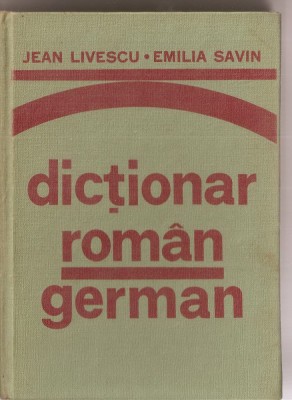 JEAN LIVESCU • EMILIA SAVIN
dicționar
român
german